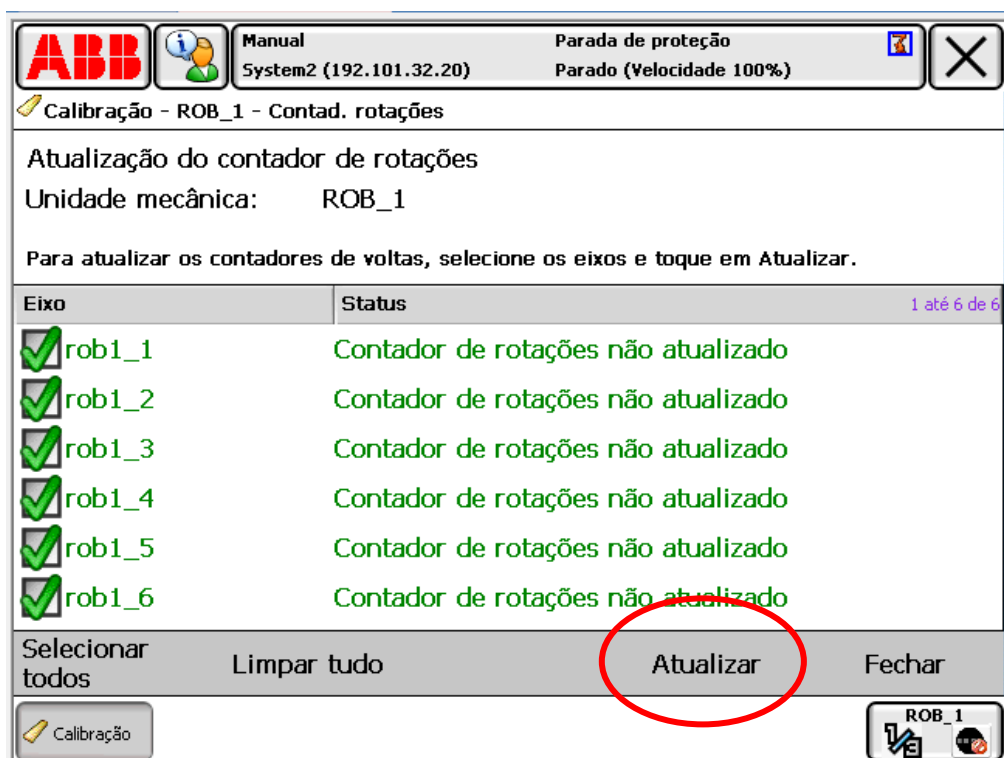 ABB
Manual Parada de proteção
System2 (192.101.32.20) Parado (Velocidade 100%)
Calibração - ROB_1 - Contad. rotações
Atualização do contador de rotações
Unidade mecânica: ROB_1
Para atualizar os contadores de voltas, selecione os eixos e toque em Atualizar.
Eixo Status 1 até 6 de 6
rob1_1 Contador de rotações não atualizado
rob1_2 Contador de rotações não atualizado
rob1_3 Contador de rotações não atualizado
rob1_4 Contador de rotações não atualizado
rob1_5 Contador de rotações não atualizado
rob1_6 Contador de rotações não atualizado
Selecionar todos Limpar tudo Atualizar Fechar
Calibração ROB_1
1/3